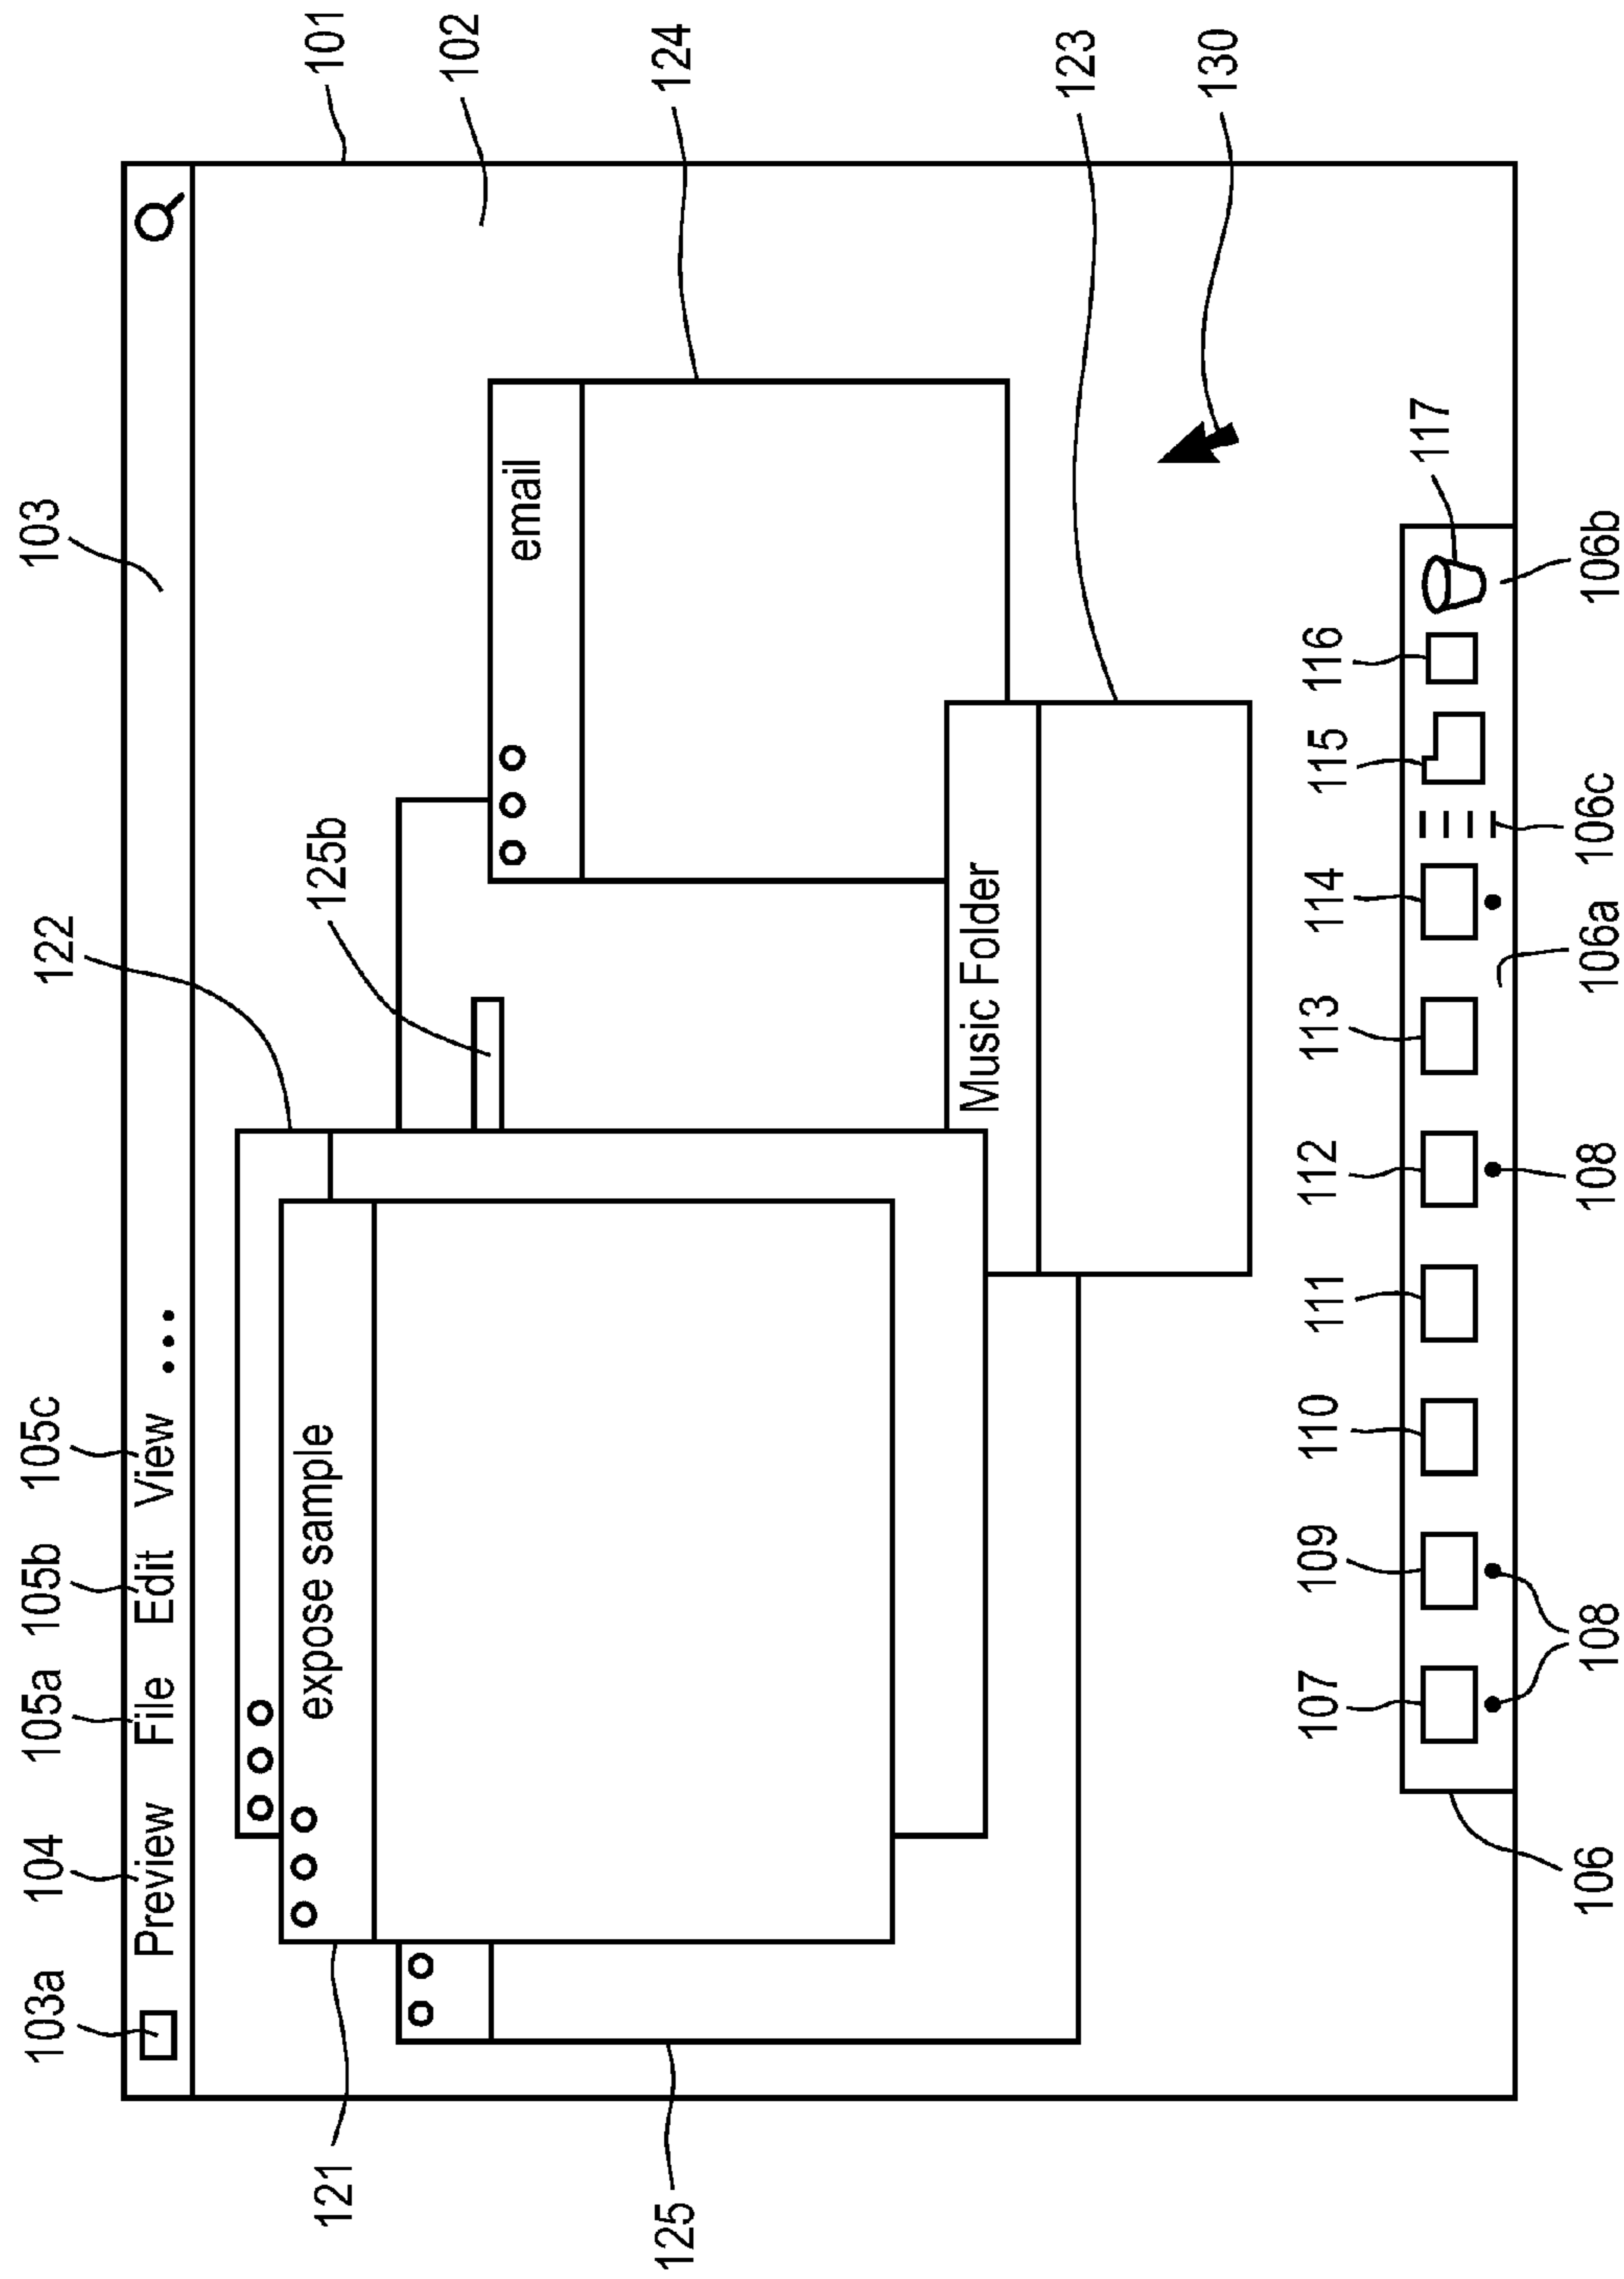 103a 104 105a 105b 105c 122 103
Preview File Edit View ...
101
102
124
123
130
125b
email
expose sample
Music Folder
121
125
107 109 110 111 112 113 114 115 116 117
106 108 108 106a 106c 106b